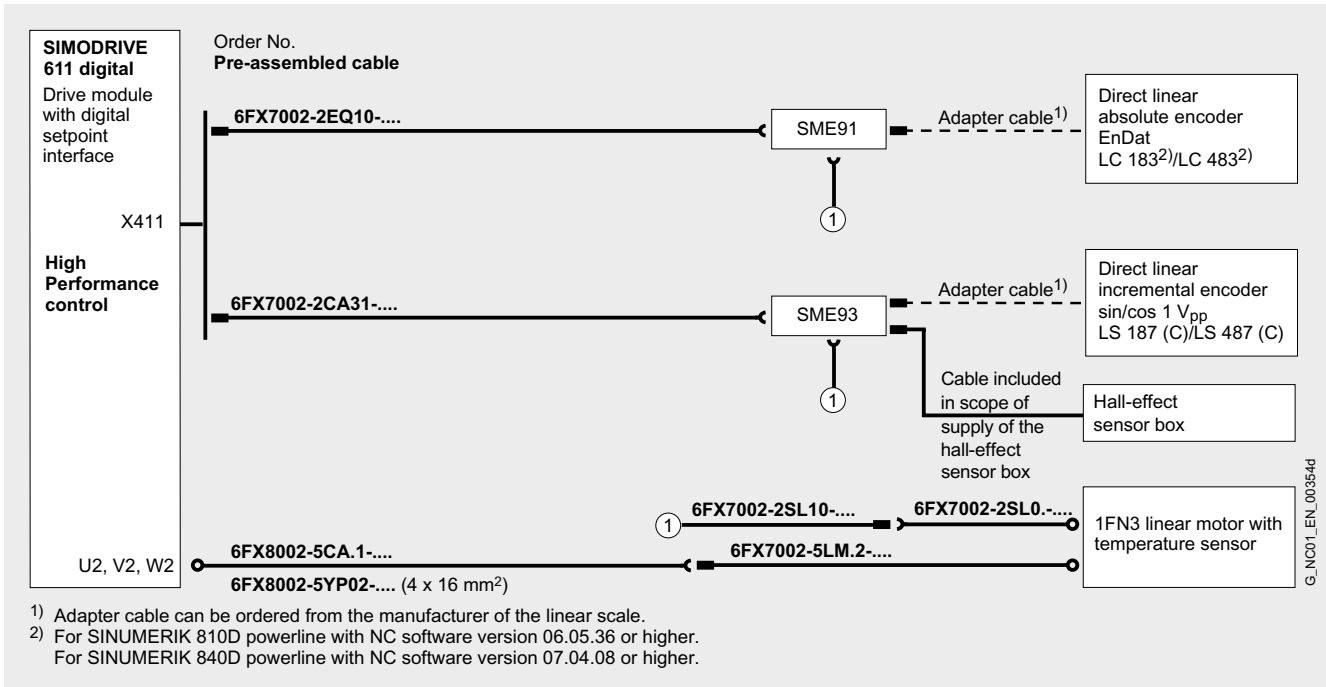 SIMODRIVE
611 digital
Drive module
with digital
setpoint
interface
X411
High
Performance
control
U2, V2, W2
Order No.
Pre-assembled cable
6FX7002-2EQ10-....
SME91
Adapter cable1)
Direct linear
absolute encoder
EnDat
LC 1832)/LC 4832)
1
6FX7002-2CA31-....
SME93
Adapter cable1)
Direct linear
incremental encoder
sin/cos 1 Vpp
LS 187 (C)/LS 487 (C)
1
Cable included
in scope of
supply of the
hall-effect
sensor box
Hall-effect
sensor box
1
6FX7002-2SL10-....
6FX7002-2SL0.-....
1FN3 linear motor with
temperature sensor
6FX8002-5CA.1-....
6FX7002-5LM.2-....
6FX8002-5YP02-.... (4 x 16 mm2)
G_NC01_EN_00354d
1) Adapter cable can be ordered from the manufacturer of the linear scale.
2) For SINUMERIK 810D powerline with NC software version 06.05.36 or higher.
For SINUMERIK 840D powerline with NC software version 07.04.08 or higher.